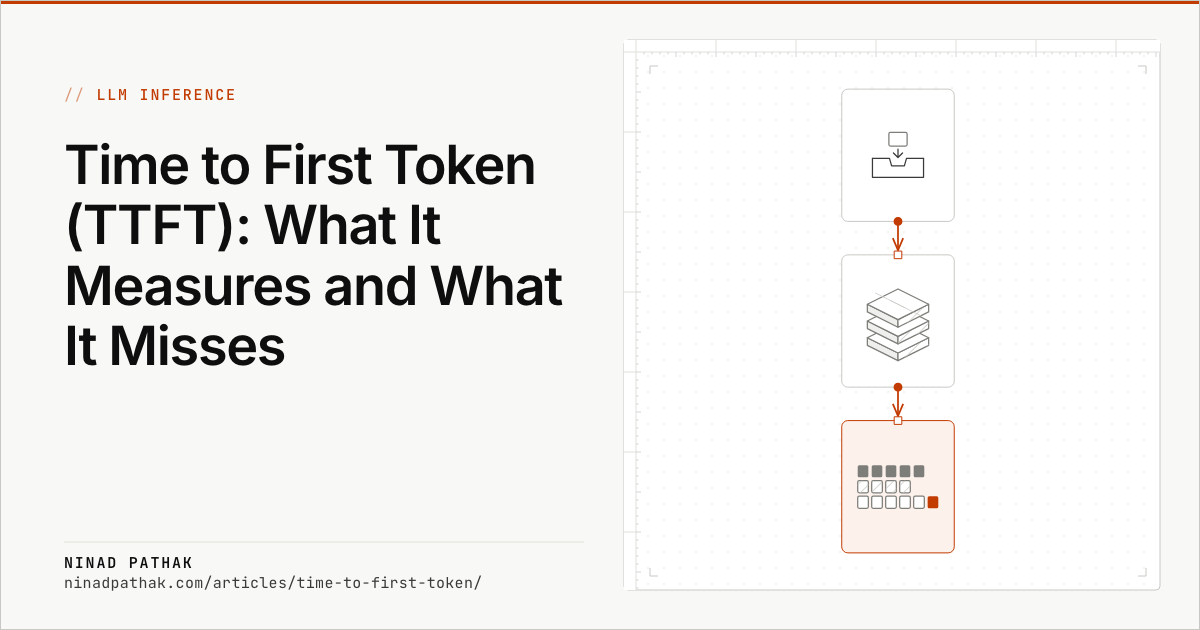 // LLM INFERENCE
Time to First Token
(TTFT): What It
Measures and What
It Misses
NINAD PATHAK
ninadpathak.com/articles/time-to-first-token/